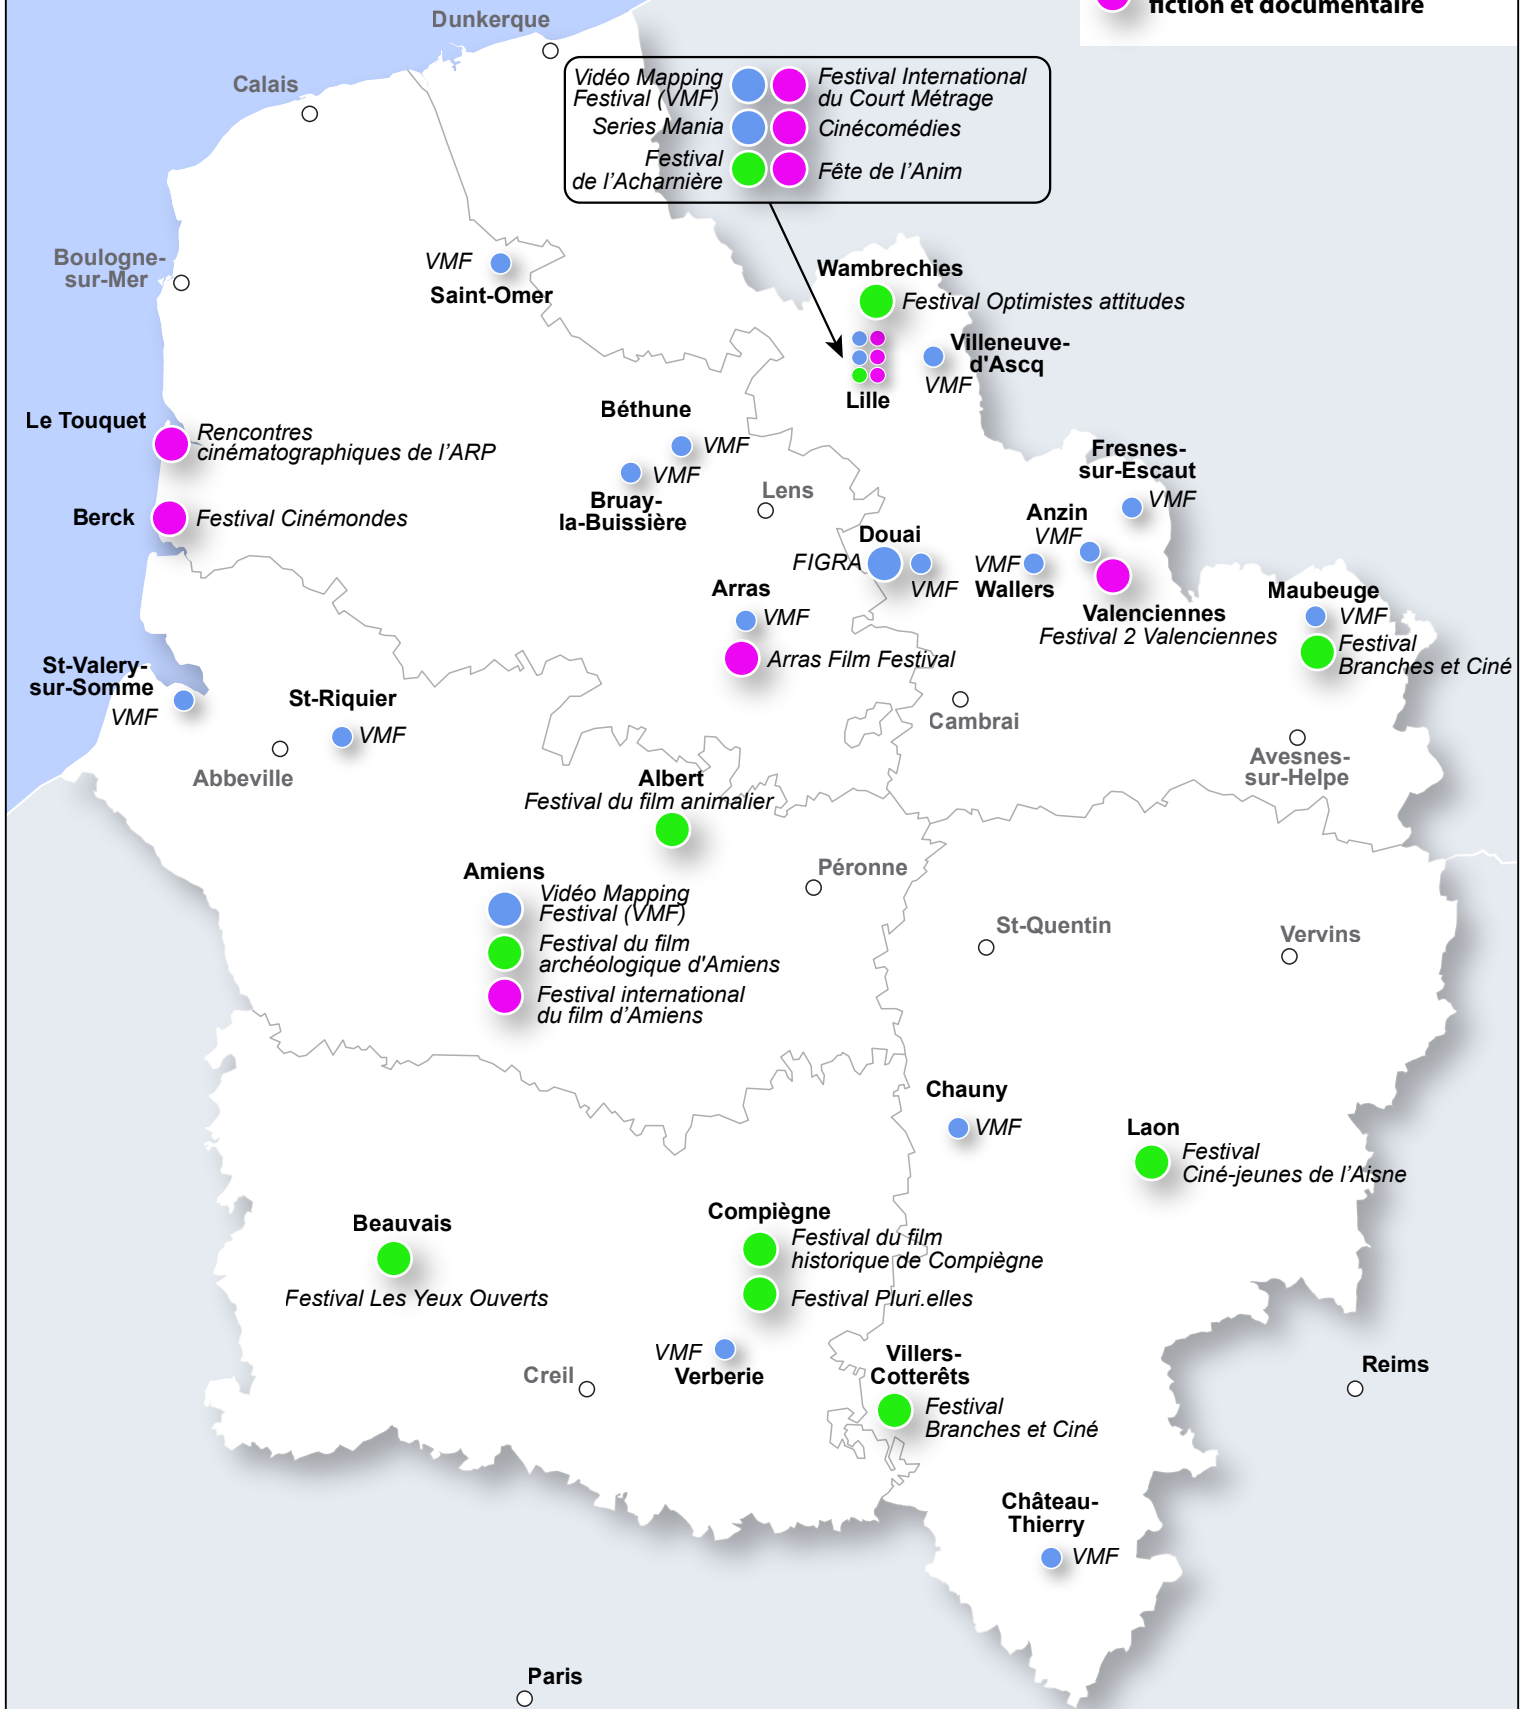 fiction et documentaire
Dunkerque
Calais
Vidéo Mapping
Festival (VMF)
Festival International
du Court Métrage
Series Mania
Cinécomédies
Festival
de l'Acharnière
Fête de l'Anim
Boulogne-
sur-Mer
VMF
Saint-Omer
Wambrechies
Festival Optimistes attitudes
Villeneuve-
d'Ascq
VMF
Lille
Le Touquet
Rencontres
cinématographiques de l'ARP
Béthune
VMF
VMF
Bruay-
la-Buissière
Lens
Fresnes-
sur-Escaut
VMF
Berck
Festival Cinémondes
Anzin
VMF
Douai
FIGRA
VMF
VMF
Wallers
Valenciennes
Festival 2 Valenciennes
Arras
VMF
Arras Film Festival
Maubeuge
VMF
Festival
Branches et Ciné
St-Valery-
sur-Somme
VMF
St-Riquier
VMF
Abbeville
Cambrai
Avesnes-
sur-Helpe
Albert
Festival du film animalier
Amiens
Vidéo Mapping
Festival (VMF)
Festival du film
archéologique d'Amiens
Festival international
du film d'Amiens
Péronne
St-Quentin
Vervins
Chauny
VMF
Laon
Festival
Ciné-jeunes de l'Aisne
Beauvais
Festival Les Yeux Ouverts
Compiègne
Festival du film
historique de Compiègne
Festival Pluri.elles
VMF
Verberie
Creil
Villers-
Cotterêts
Festival
Branches et Ciné
Reims
Château-
Thierry
VMF
Paris